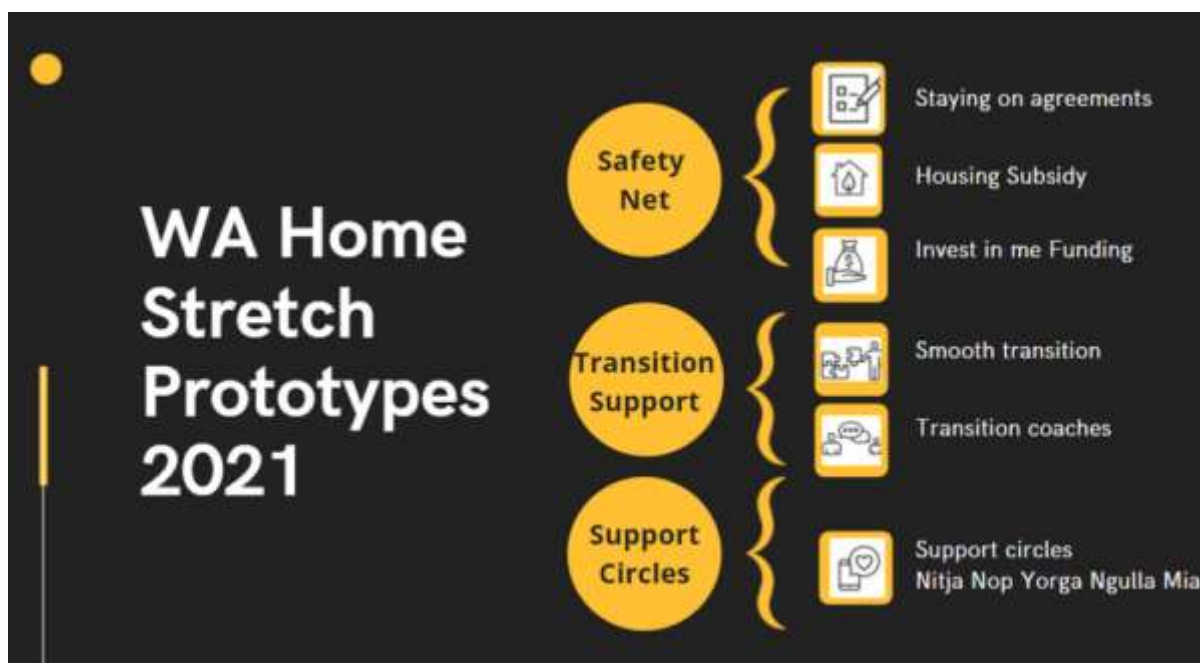 WA Home
Stretch
Prototypes
2021
Safety
Net
Staying on agreements
Housing Subsidy
Invest in me Funding
Transition
Support
Smooth transition
Transition coaches
Support
Circles
Support circles
Nitja Nop Yorga Ngulla Mia